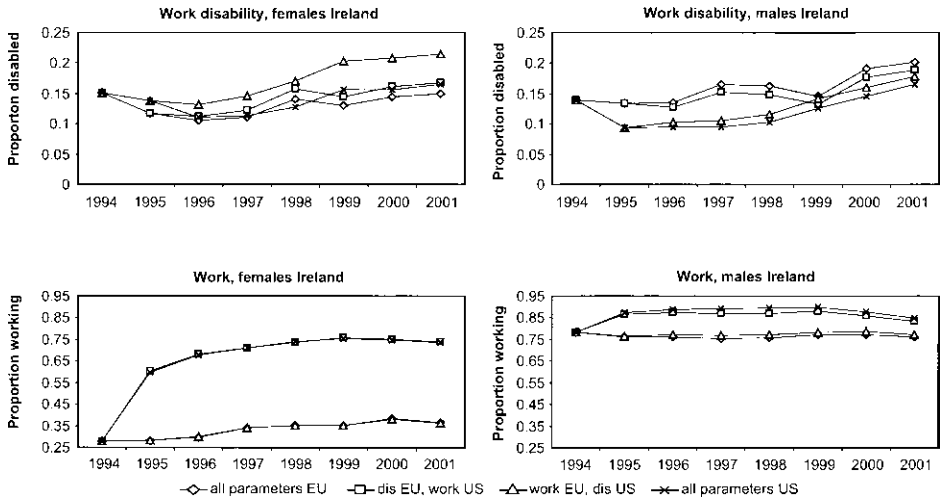 Work disability, females Ireland
Proporton disabled
0.25
0.2
0.15
0.1
0.05
0
1994 1995 1996 1997 1998 1999 2000 2001
Work disability, males Ireland
Proportion disabled
0.25
0.2
0.15
0.1
0.05
0
1994 1995 1996 1997 1998 1999 2000 2001
Work, females Ireland
Proportion working
0.95
0.85
0.75
0.65
0.55
0.45
0.35
0.25
1994 1995 1996 1997 1998 1999 2000 2001
Work, males Ireland
Proportion working
0.95
0.85
0.75
0.65
0.55
0.45
0.35
0.25
1994 1995 1996 1997 1998 1999 2000 2001
all parameters EU dis EU, work US work EU, dis US all parameters US